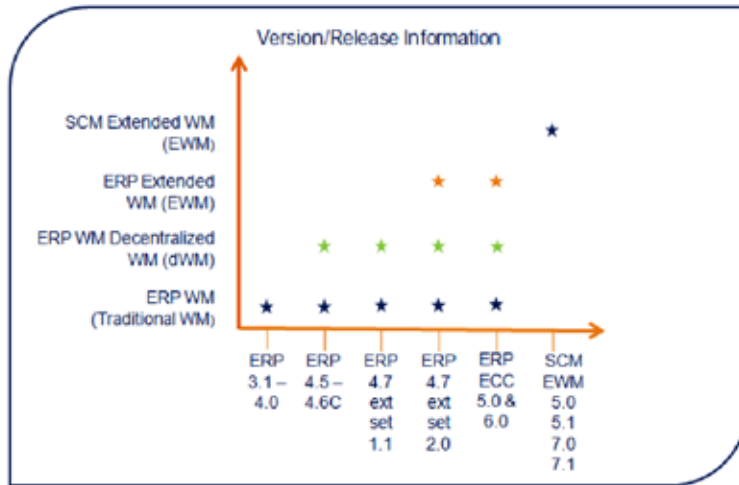 Version/Release Information
SCM Extended WM
(EWM)
ERP Extended
WM (EWM)
ERP WM Decentralized
WM (dWM)
ERP WM
(Traditional WM)
ERP
3.1 –
4.0
ERP
4.5 –
4.6C
ERP
4.7
ext
set
1.1
ERP
4.7
ext
set
2.0
ERP
ECC
5.0 &
6.0
SCM
EWM
5.0
5.1
7.0
7.1